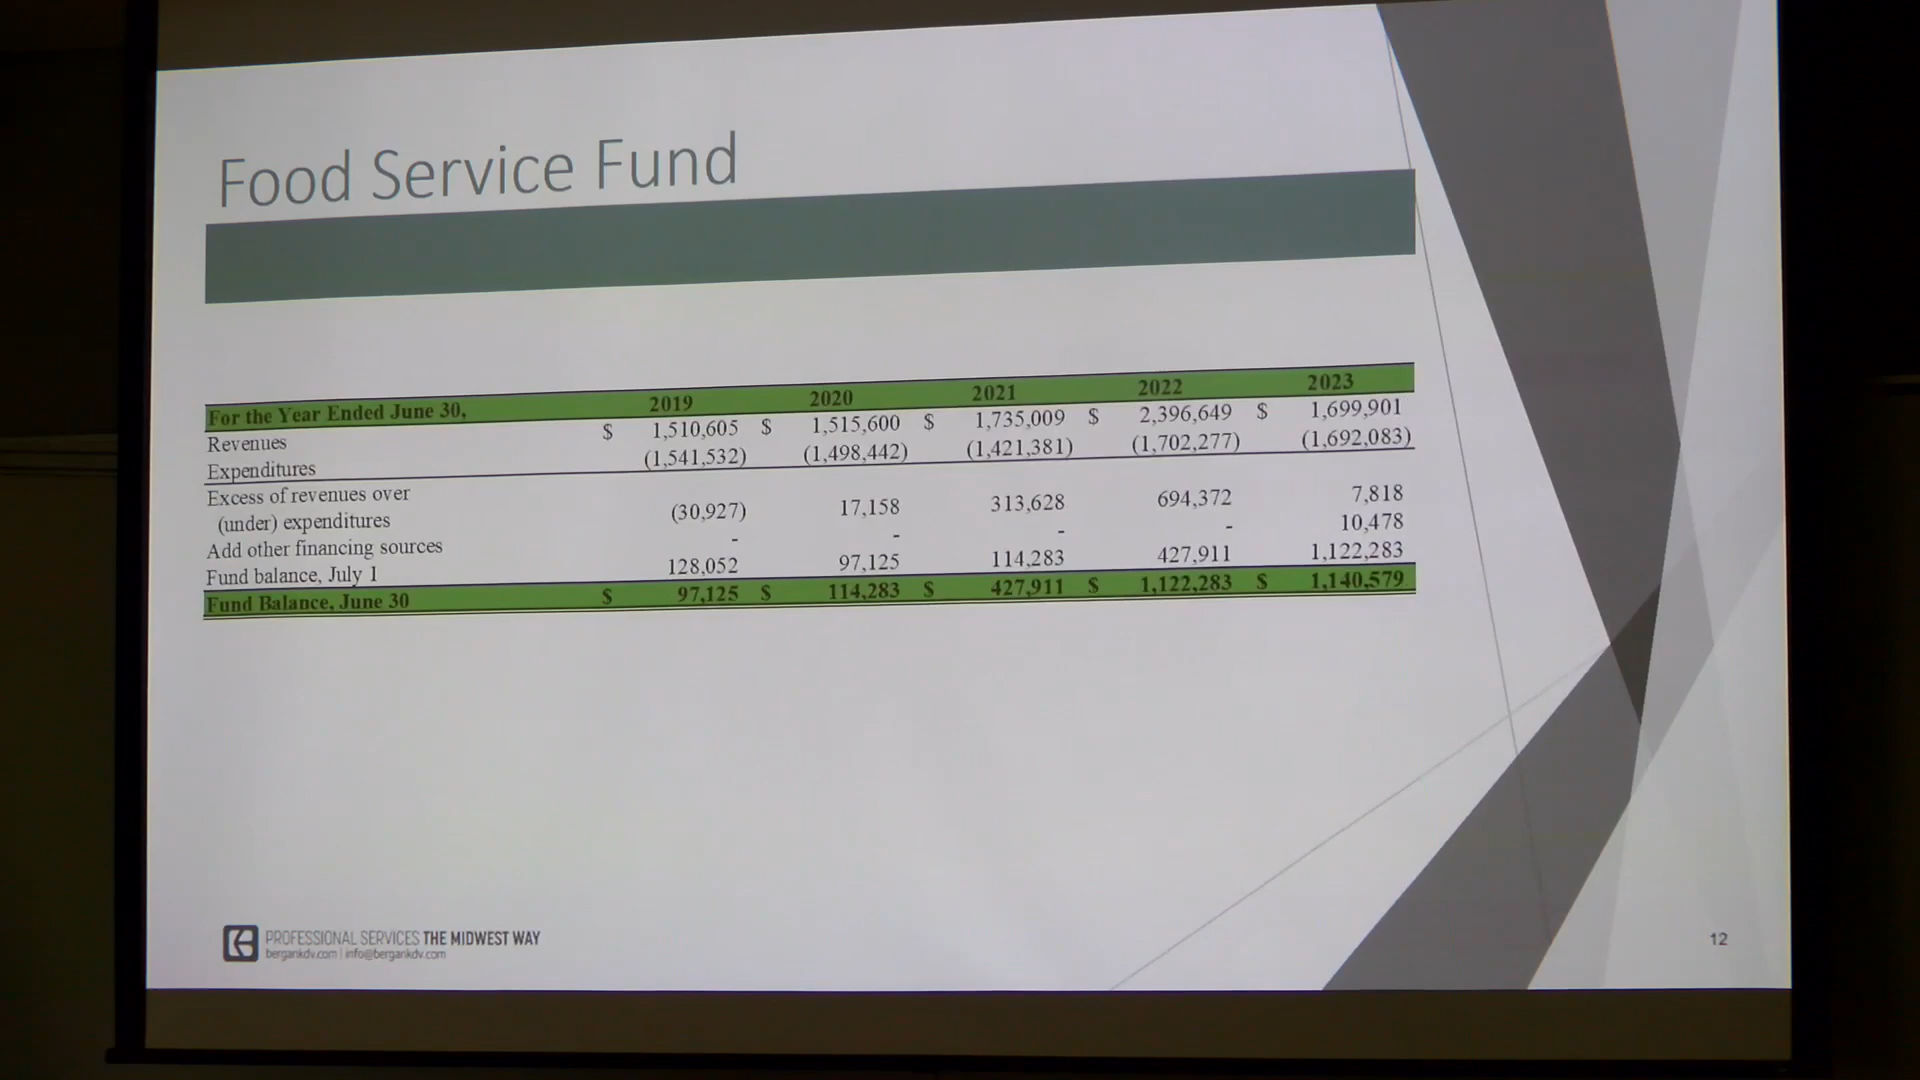 Food Service Fund
For the Year Ended June 30, 2019 2020 2021 2022 2023
Revenues $ 1,510,605 $ 1,515,600 $ 1,735,009 $ 2,396,649 $ 1,699,901
Expenditures (1,541,532) (1,498,442) (1,421,381) (1,702,277) (1,692,083)
Excess of revenues over
(under) expenditures (30,927) 17,158 313,628 694,372 7,818
Add other financing sources - - - - 10,478
Fund balance, July 1 128,052 97,125 114,283 427,911 1,122,283
Fund Balance, June 30 $ 97,125 $ 114,283 $ 427,911 $ 1,122,283 $ 1,140,579
PROFESSIONAL SERVICES THE MIDWEST WAY
bergankdv.com | info@bergankdv.com
12